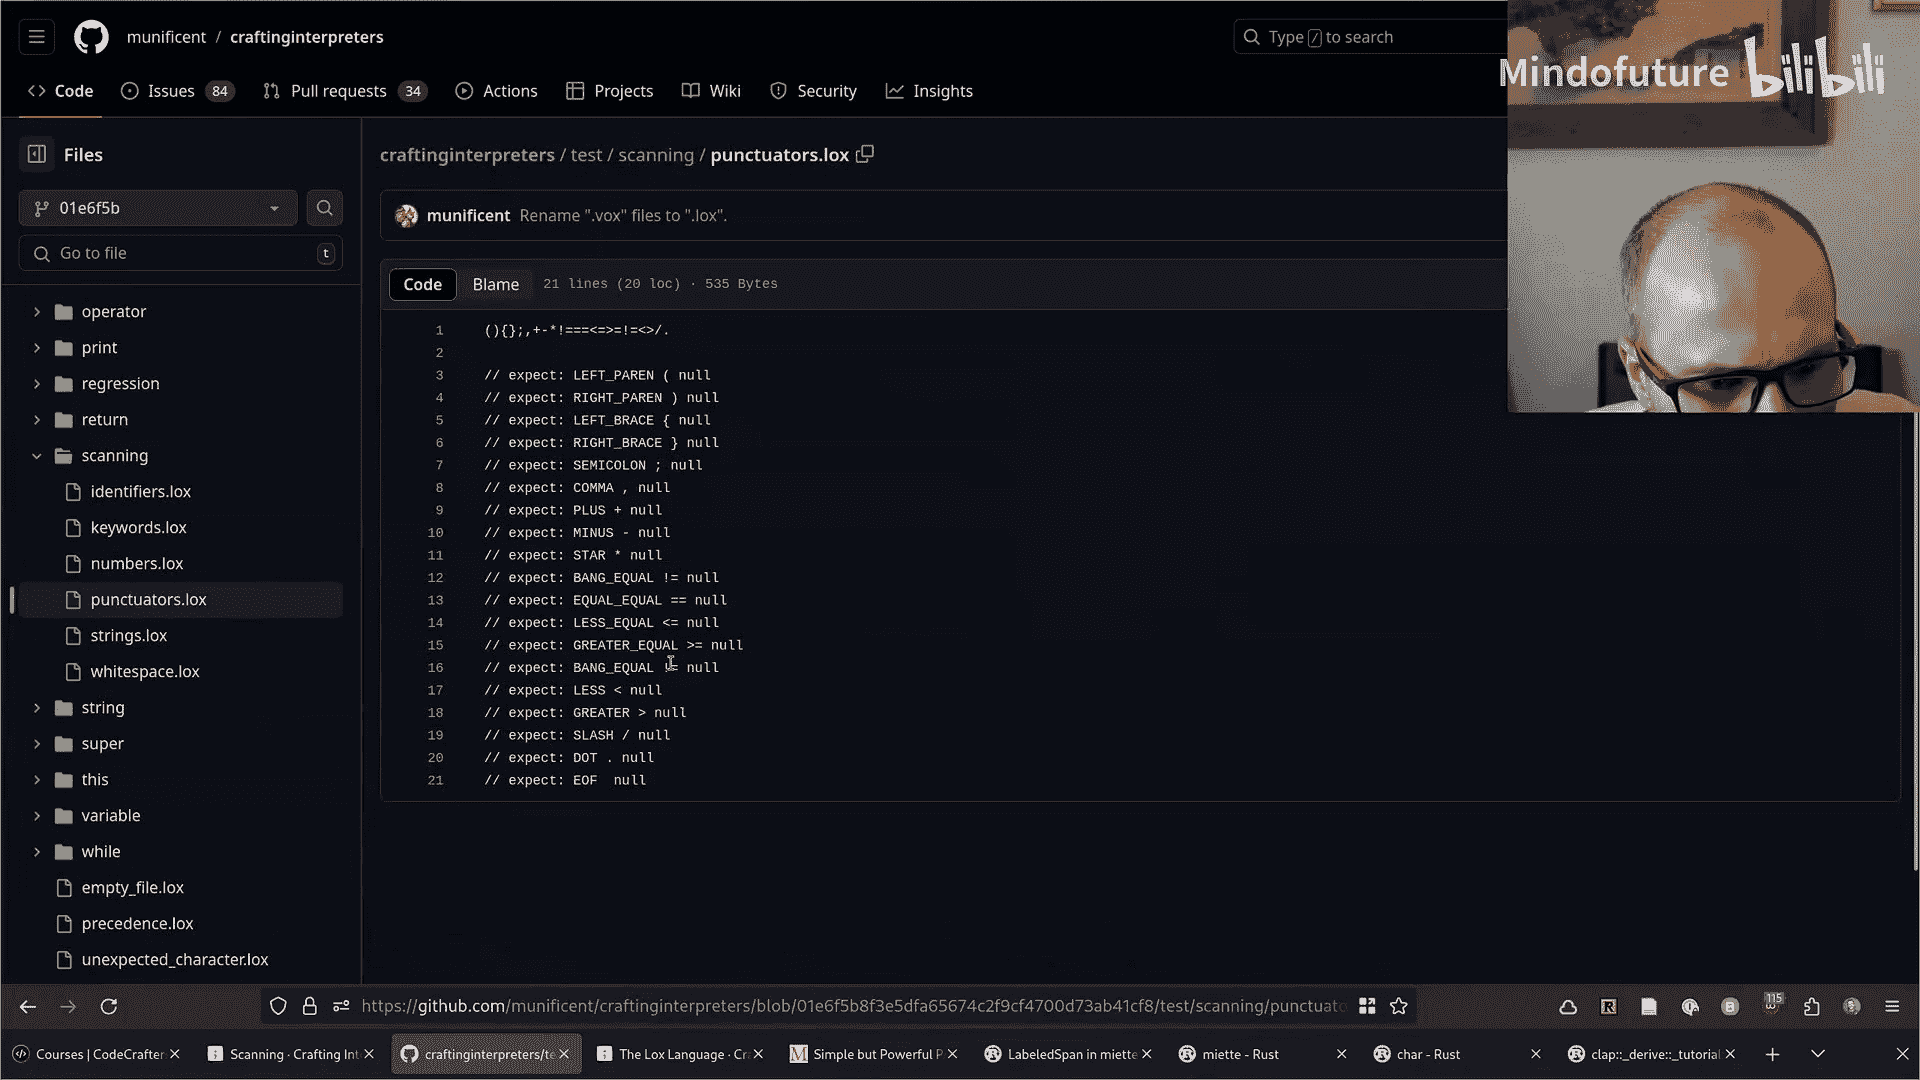 munificent / craftinginterpreters
Type / to search
Mindofuture bilibili
Code
Issues 84
Pull requests 34
Actions
Projects
Wiki
Security
Insights
Files
craftinginterpreters / test / scanning / punctuators.lox
01e6f5b
munificent Rename ".vox" files to ".lox".
Go to file t
Code Blame 21 lines (20 loc) · 535 Bytes
operator
print
regression
return
scanning
identifiers.lox
keywords.lox
numbers.lox
punctuators.lox
strings.lox
whitespace.lox
string
super
this
variable
while
empty_file.lox
precedence.lox
unexpected_character.lox
1 (){};,+-*!===<=>=!=<>/.
2
3 // expect: LEFT_PAREN ( null
4 // expect: RIGHT_PAREN ) null
5 // expect: LEFT_BRACE { null
6 // expect: RIGHT_BRACE } null
7 // expect: SEMICOLON ; null
8 // expect: COMMA , null
9 // expect: PLUS + null
10 // expect: MINUS - null
11 // expect: STAR * null
12 // expect: BANG_EQUAL != null
13 // expect: EQUAL_EQUAL == null
14 // expect: LESS_EQUAL <= null
15 // expect: GREATER_EQUAL >= null
16 // expect: BANG_EQUAL != null
17 // expect: LESS < null
18 // expect: GREATER > null
19 // expect: SLASH / null
20 // expect: DOT . null
21 // expect: EOF  null
https://github.com/munificent/craftinginterpreters/blob/01e6f5b8f3e5dfa65674c2f9cf4700d73ab41cf8/test/scanning/punctuato
115
Courses | CodeCrafter
Scanning · Crafting Int
craftinginterpreters/te
The Lox Language · Cr
Simple but Powerful P
LabeledSpan in miette
miette - Rust
char - Rust
clap::_derive::_tutorial